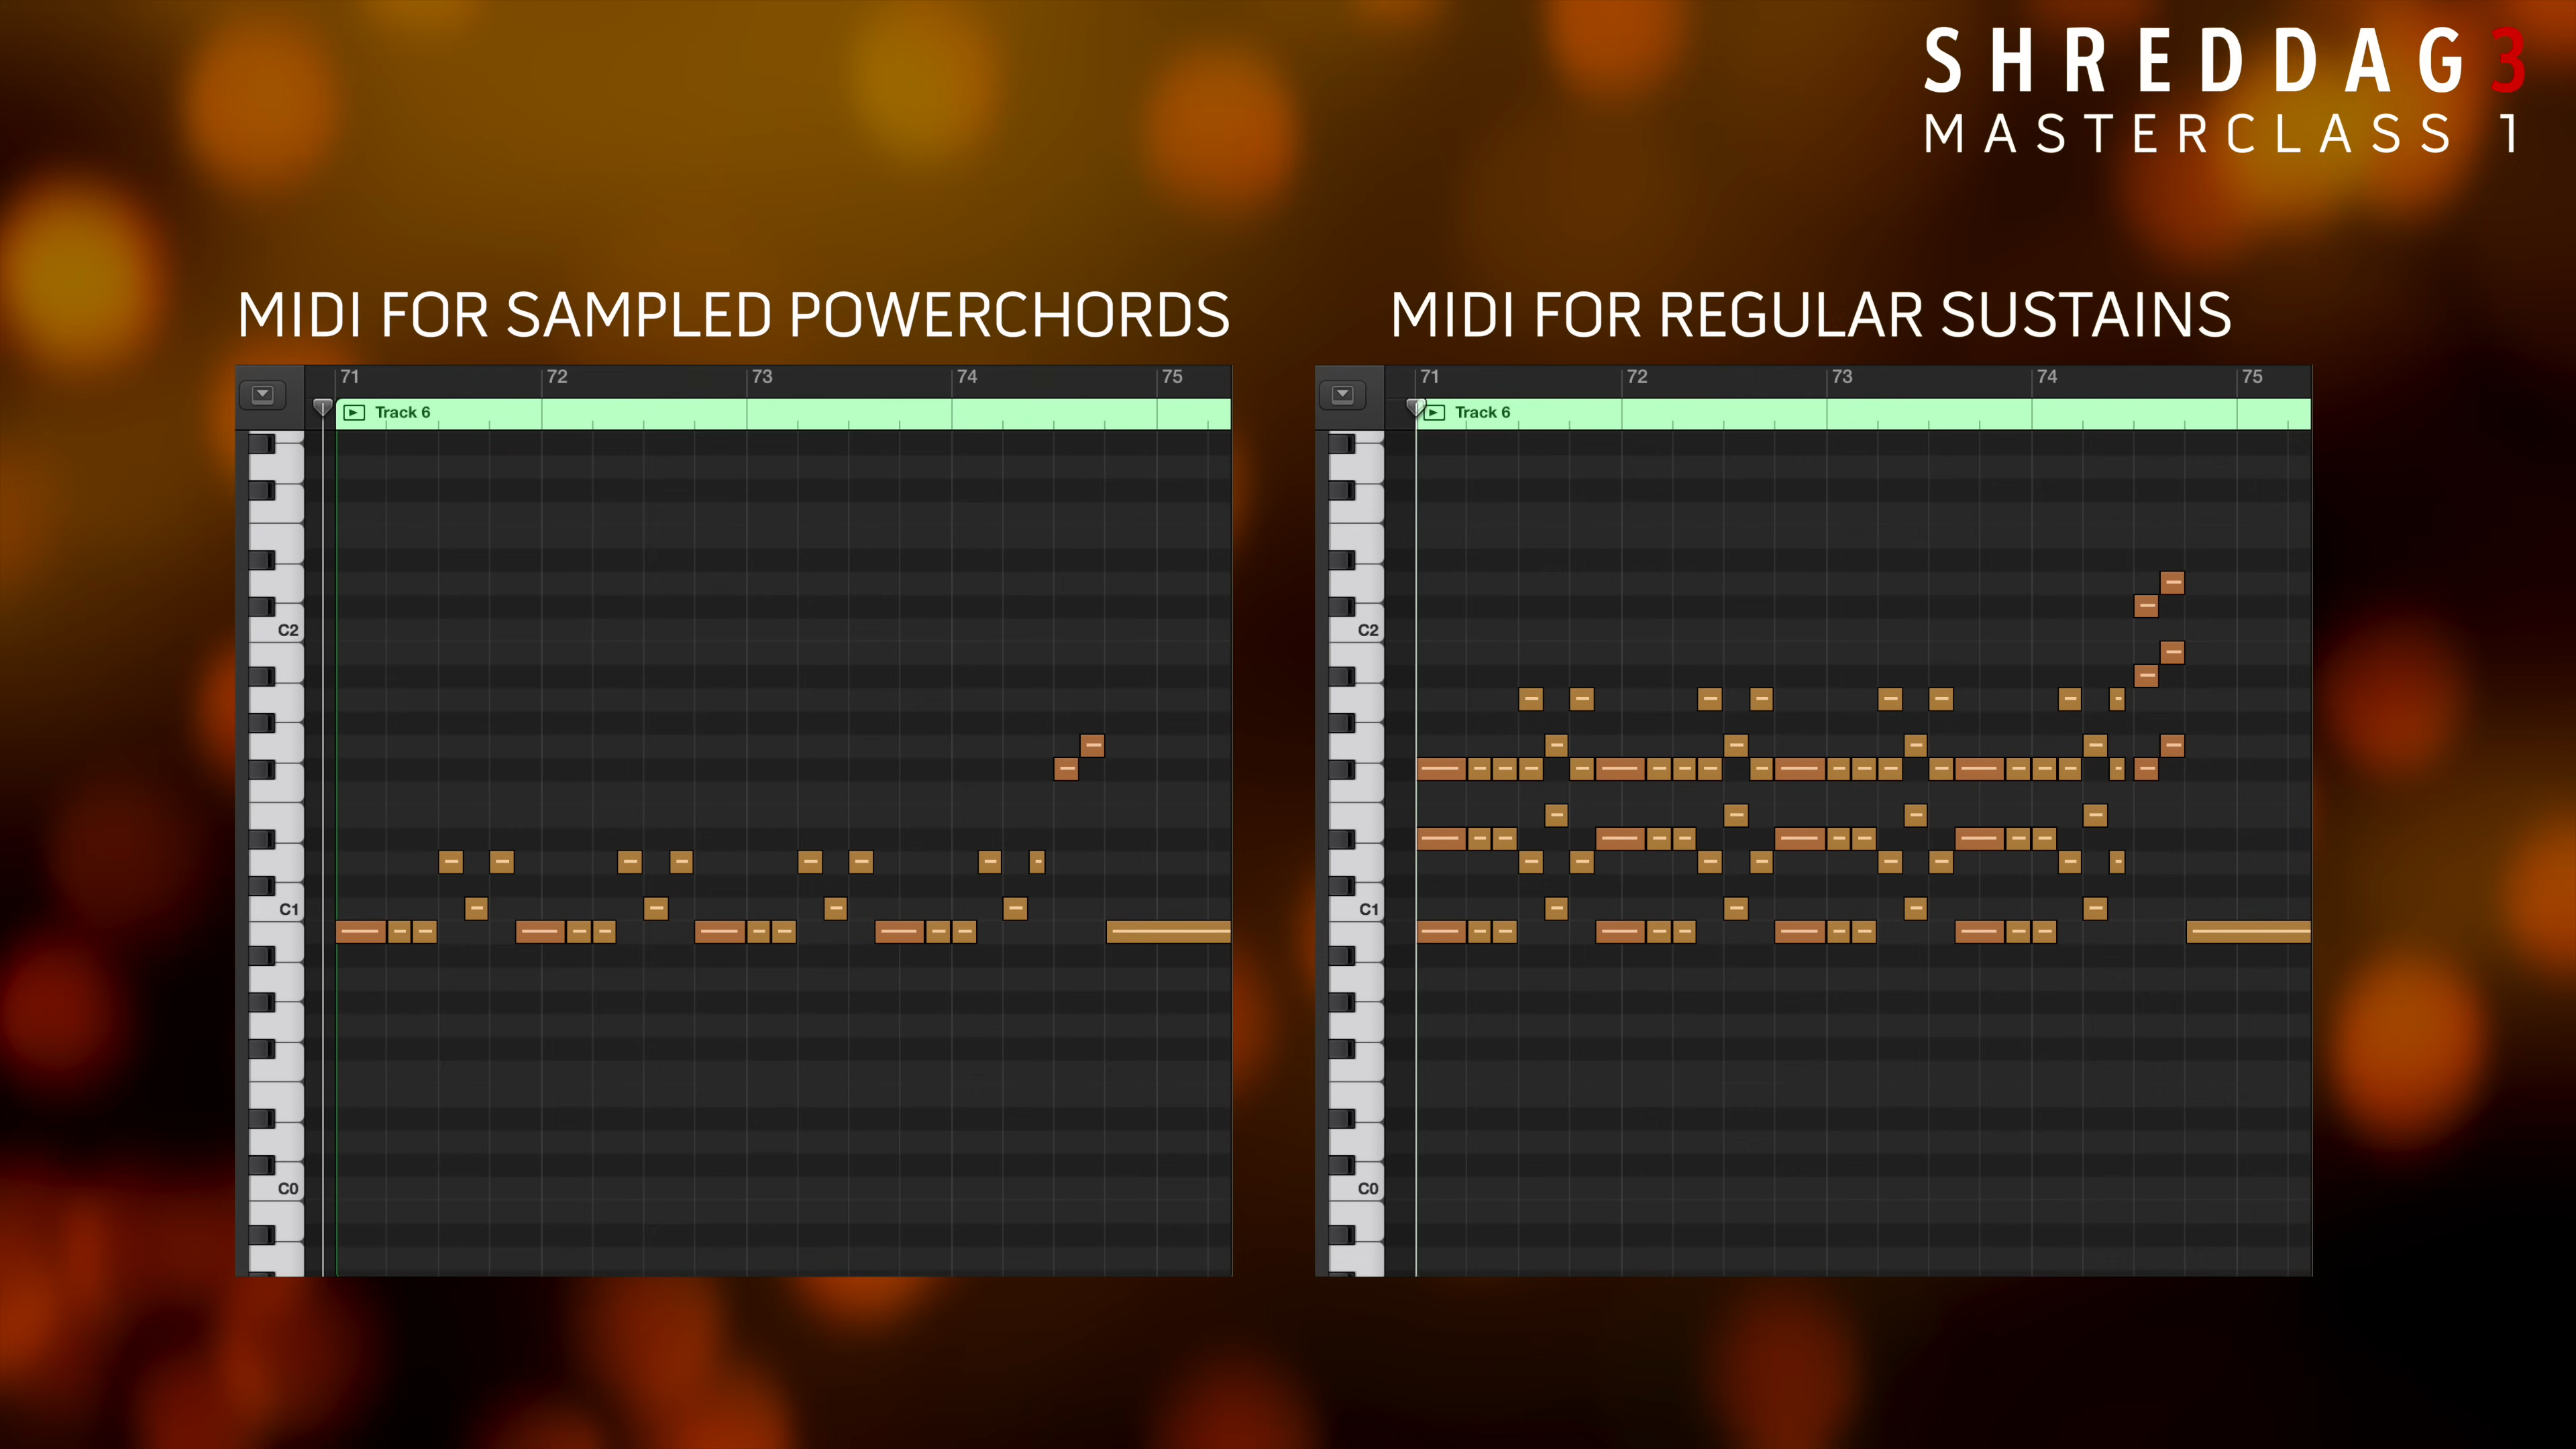 SHREDDAG3
MASTERCLASS 1
MIDI FOR SAMPLED POWERCHORDS
MIDI FOR REGULAR SUSTAINS
71 72 73 74 75
Track 6
C2
C1
C0
71 72 73 74 75
Track 6
C2
C1
C0